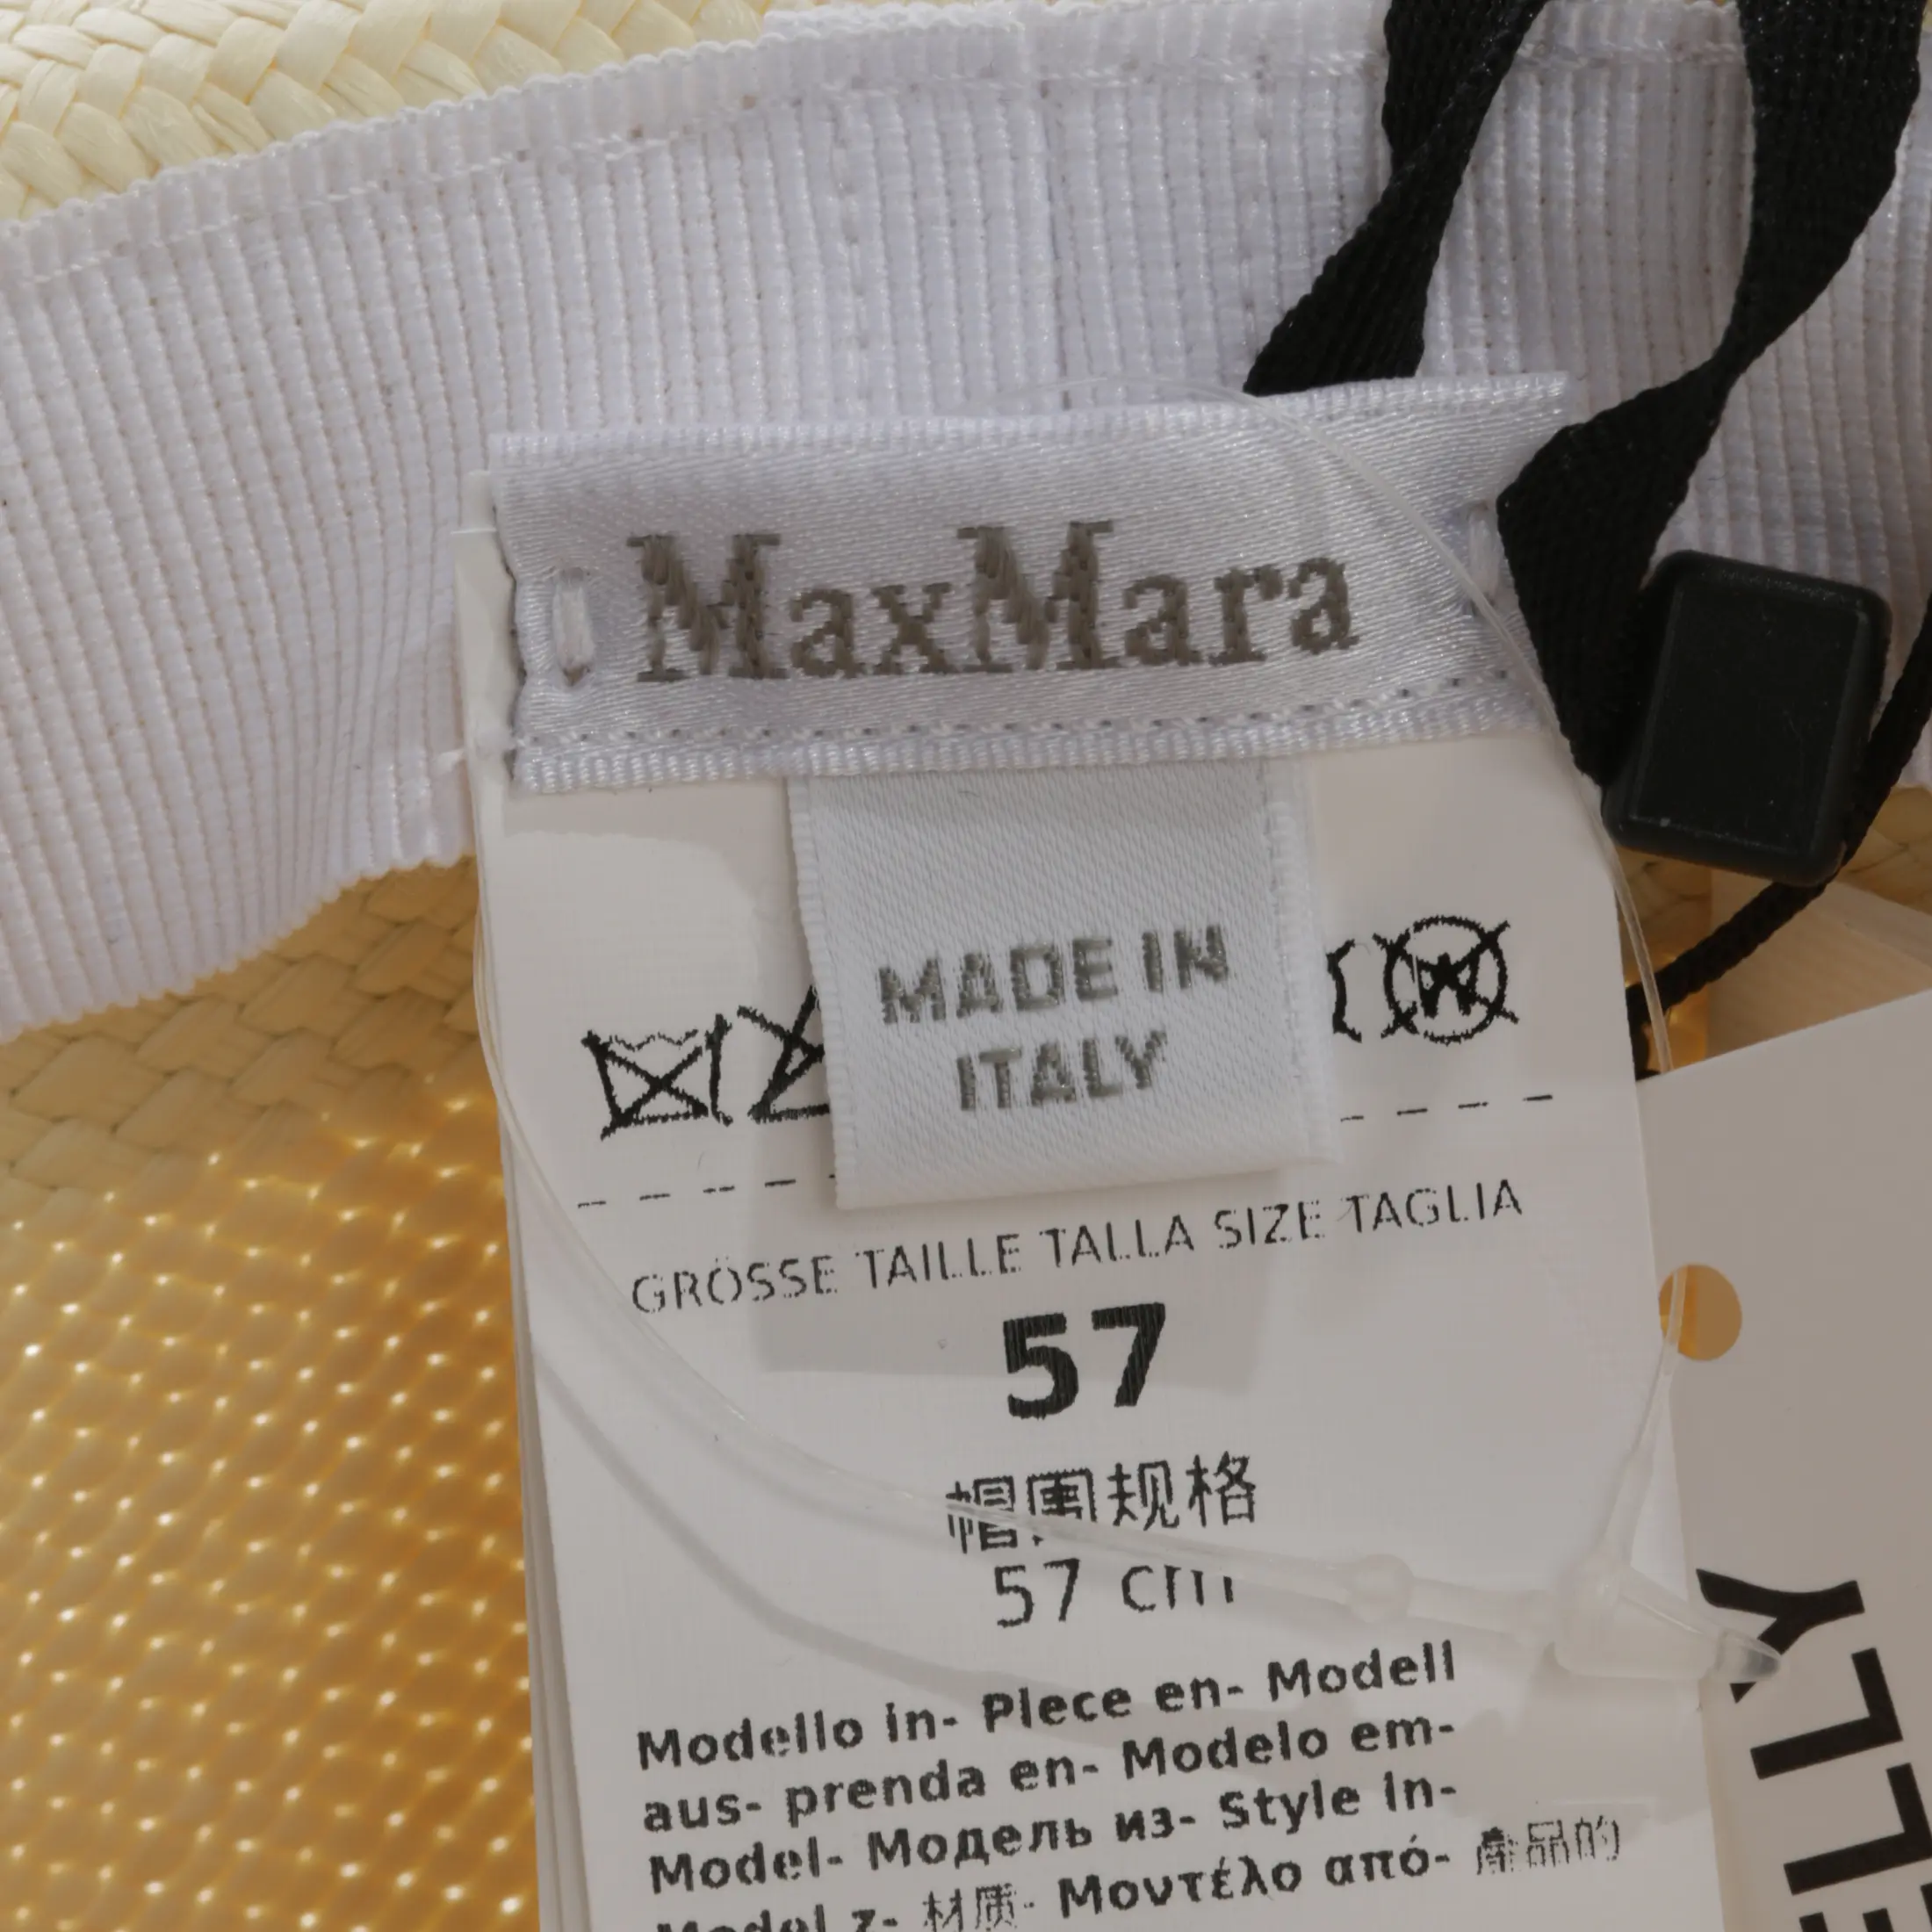 MaxMara
MADE IN
ITALY
W
GRÖSSE TAILLE TALLA SIZE TAGLIA
57
帽围规格
57 cm
Modello in- Piece en- Modell
aus- prenda en- Modelo em-
Model- Модель из- Style in-
Model z- 材质- Μοντέλο από- 產品的
ELLY